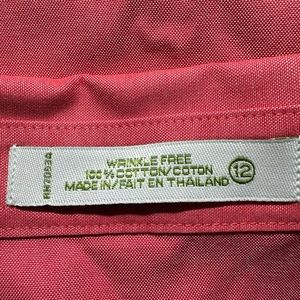 WRINKLE FREE
100% COTTON/COTON
MADE IN/FAIT EN THAILAND
12